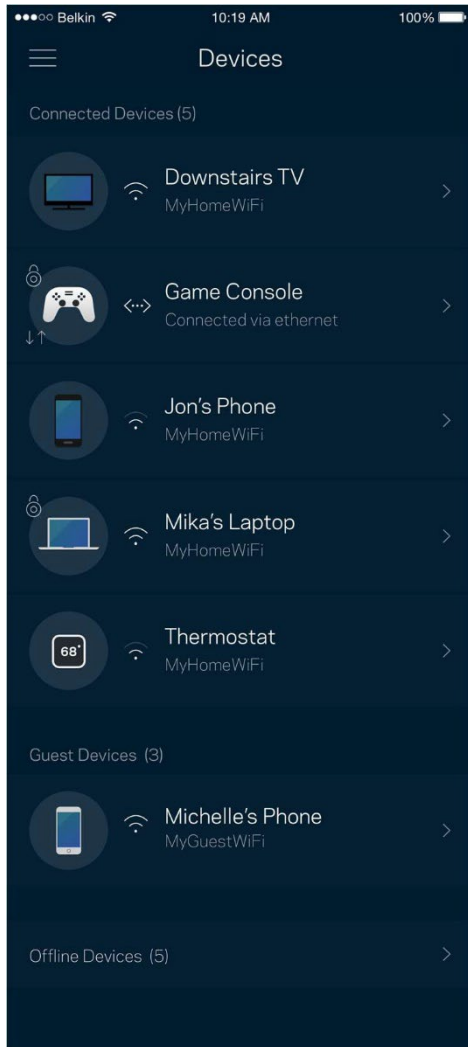 Belkin 10:19 AM 100%
Devices
Connected Devices (5)
Downstairs TV
MyHomeWiFi
Game Console
Connected via ethernet
Jon's Phone
MyHomeWiFi
Mika's Laptop
MyHomeWiFi
68°
Thermostat
MyHomeWiFi
Guest Devices (3)
Michelle's Phone
MyGuestWiFi
Offline Devices (5)